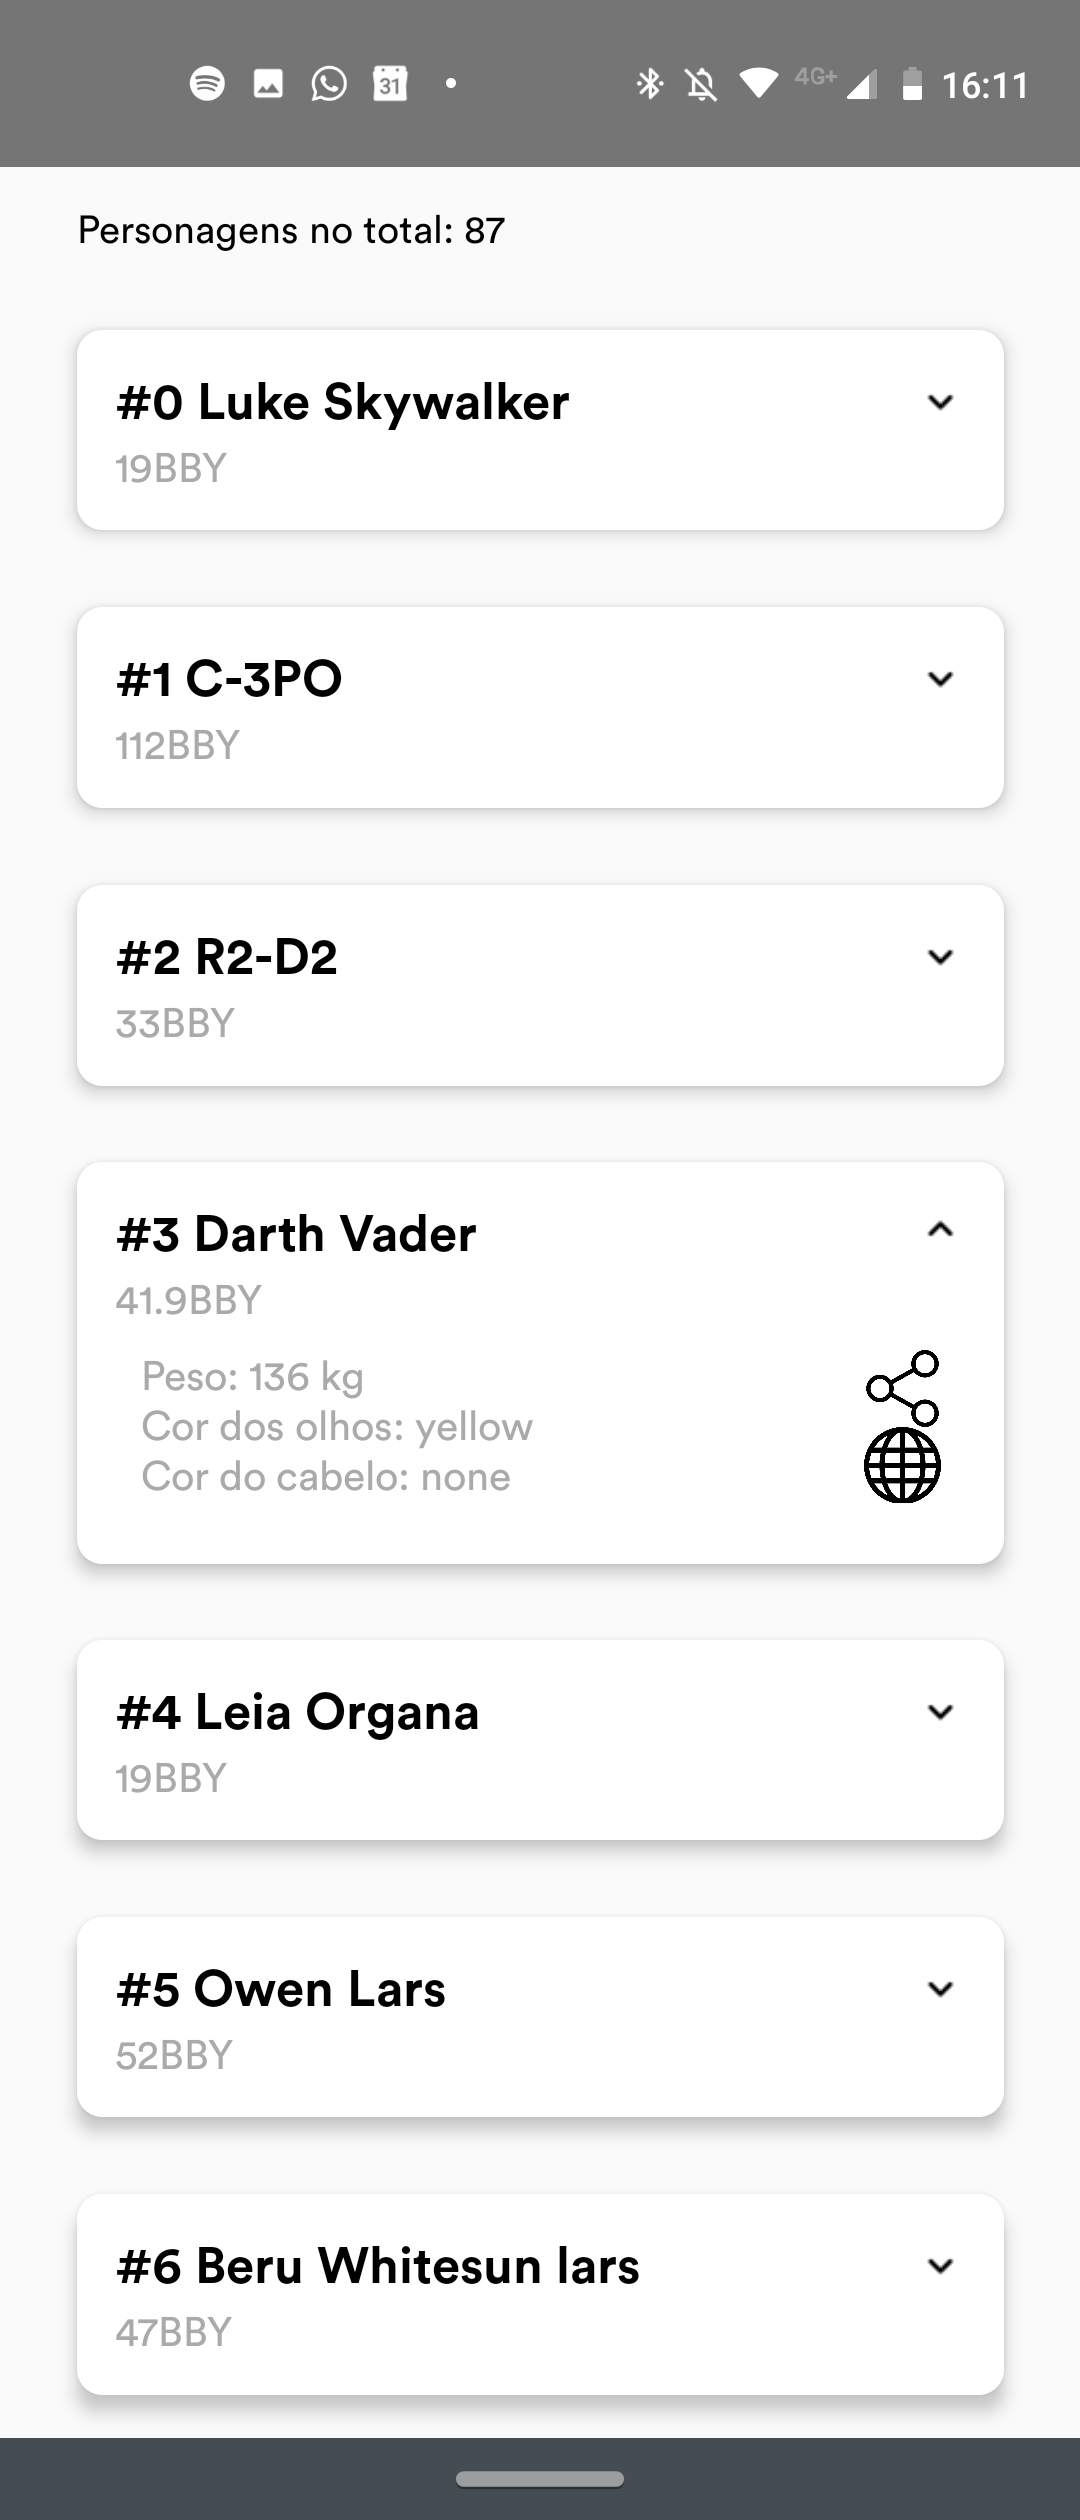 31
4G+
16:11
Personagens no total: 87
#0 Luke Skywalker
19BBY
#1 C-3PO
112BBY
#2 R2-D2
33BBY
#3 Darth Vader
41.9BBY
Peso: 136 kg
Cor dos olhos: yellow
Cor do cabelo: none
#4 Leia Organa
19BBY
#5 Owen Lars
52BBY
#6 Beru Whitesun lars
47BBY